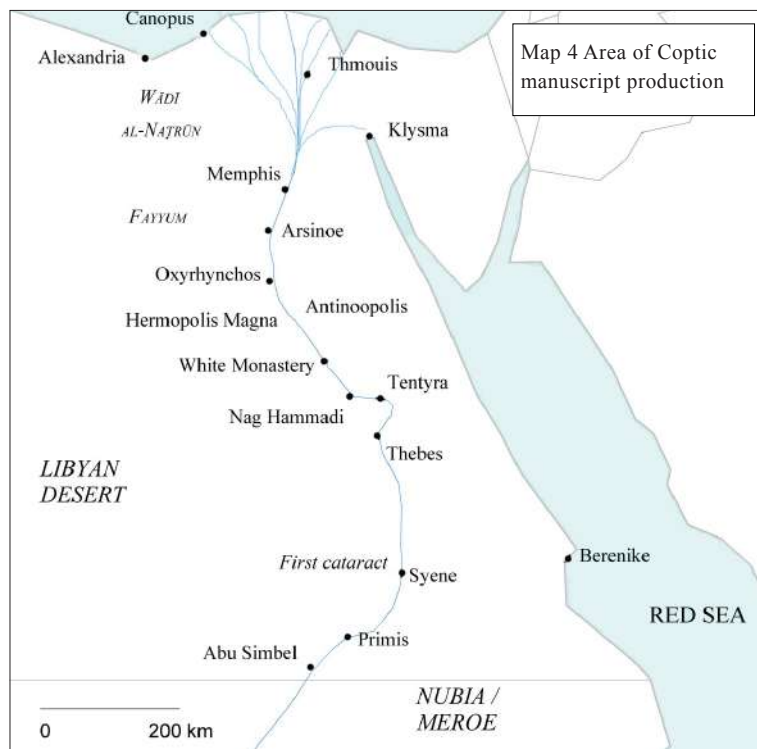 Canopus
Map 4 Area of Coptic
manuscript production
Alexandria
Thmouis
WĀDĪ
AL-NAṬRŪN
Klysma
Memphis
FAYYUM
Arsinoe
Oxyrhynchos
Antinoopolis
Hermopolis Magna
White Monastery
Tentyra
Nag Hammadi
Thebes
LIBYAN
DESERT
First cataract
Syene
Berenike
RED SEA
Primis
Abu Simbel
NUBIA /
MEROE
0 200 km